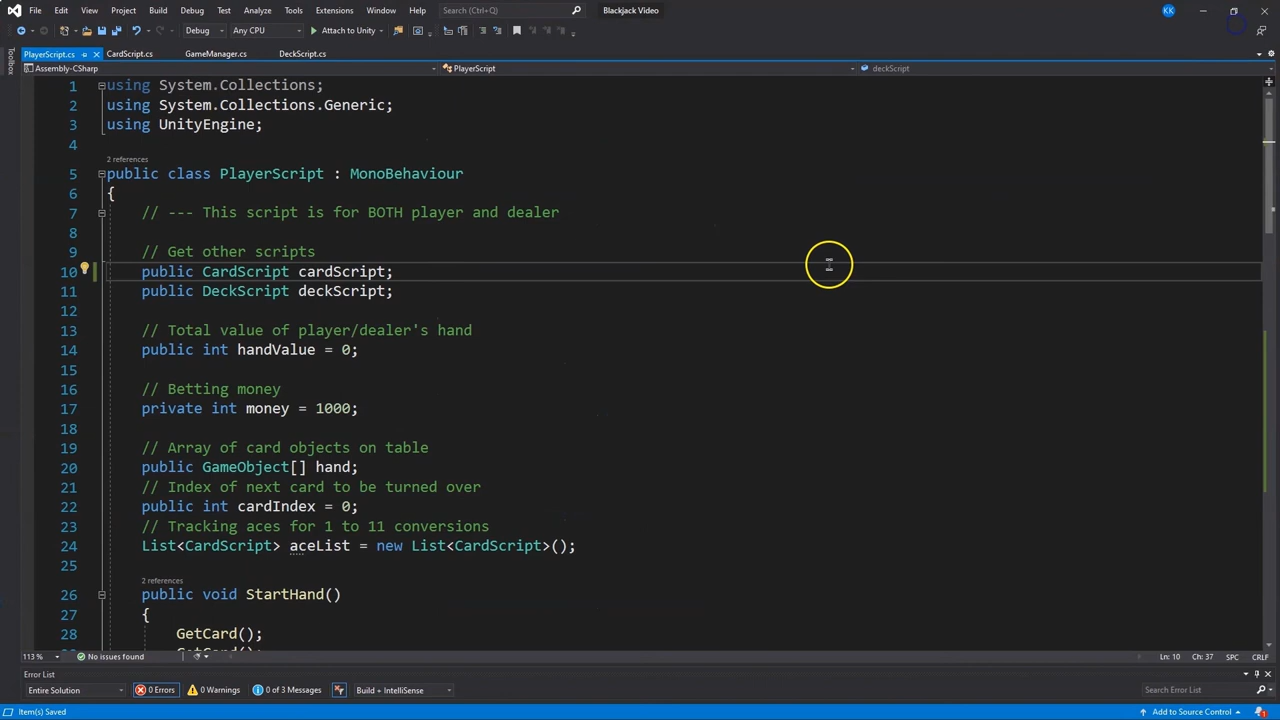 File Edit View Project Build Debug Test Analyze Tools Extensions Window Help Search (Ctrl+Q) Blackjack Video KK
Debug Any CPU Attach to Unity
PlayerScript.cs CardScript.cs GameManager.cs DeckScript.cs
Toolbox
Assembly-CSharp PlayerScript deckScript
1 using System.Collections;
2 using System.Collections.Generic;
3 using UnityEngine;
4
2 references
5 public class PlayerScript : MonoBehaviour
6 {
7 // --- This script is for BOTH player and dealer
8
9 // Get other scripts
10 public CardScript cardScript;
11 public DeckScript deckScript;
12
13 // Total value of player/dealer's hand
14 public int handValue = 0;
15
16 // Betting money
17 private int money = 1000;
18
19 // Array of card objects on table
20 public GameObject[] hand;
21 // Index of next card to be turned over
22 public int cardIndex = 0;
23 // Tracking aces for 1 to 11 conversions
24 List<CardScript> aceList = new List<CardScript>();
25
2 references
26 public void StartHand()
27 {
28 GetCard();
113 % No issues found Ln: 10 Ch: 37 SPC CRLF
Error List
Entire Solution 0 Errors 0 Warnings 0 of 3 Messages Build + IntelliSense Search Error List
Item(s) Saved Add to Source Control 1